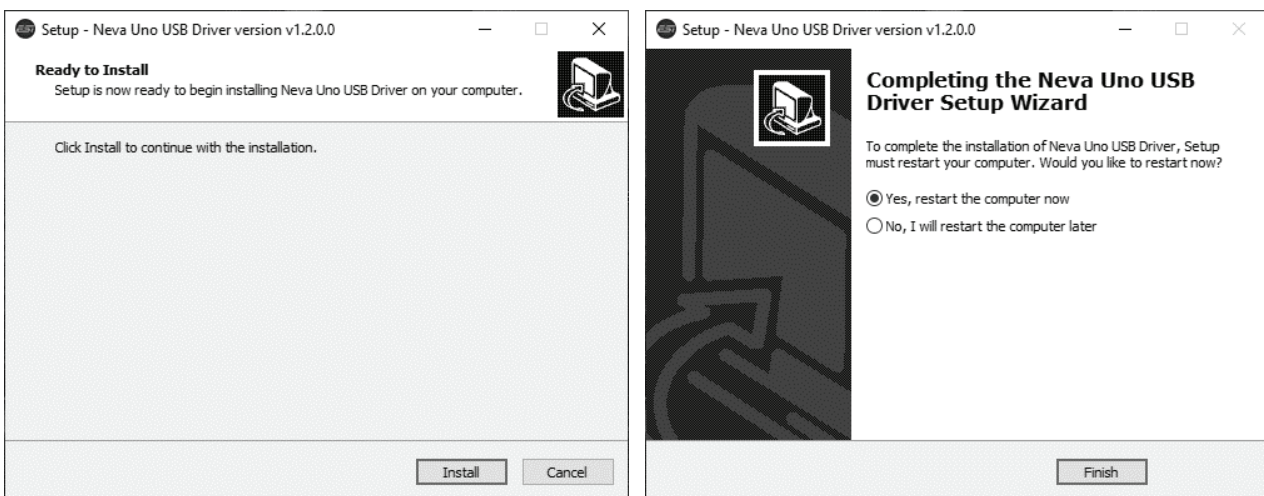 Setup - Neva Uno USB Driver version v1.2.0.0
Ready to Install
Setup is now ready to begin installing Neva Uno USB Driver on your computer.
Click Install to continue with the installation.
Install
Cancel
Setup - Neva Uno USB Driver version v1.2.0.0
Completing the Neva Uno USB
Driver Setup Wizard
To complete the installation of Neva Uno USB Driver, Setup
must restart your computer. Would you like to restart now?
Yes, restart the computer now
No, I will restart the computer later
Finish